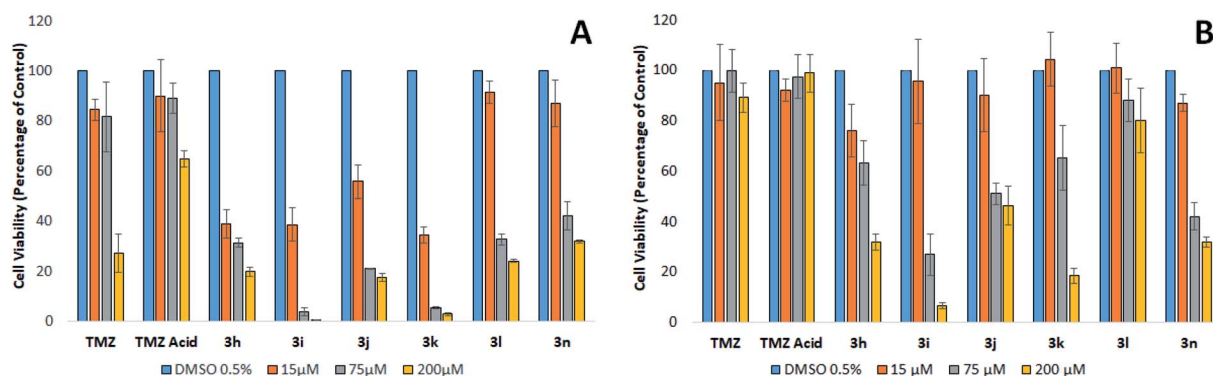 A
Cell Viability (Percentage of Control)
120
100
80
60
40
20
0
TMZ TMZ Acid 3h 3i 3j 3k 3l 3n
DMSO 0.5% 15µM 75µM 200µM
B
Cell Viability (Percentage of Control)
120
100
80
60
40
20
0
TMZ TMZ Acid 3h 3i 3j 3k 3l 3n
DMSO 0.5% 15 µM 75 µM 200 µM